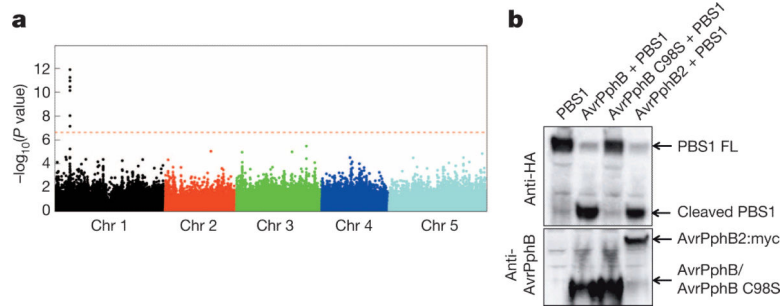 a
12
10
8
6
4
2
0
–log10(P value)
Chr 1
Chr 2
Chr 3
Chr 4
Chr 5
b
PBS1
AvrPphB + PBS1
AvrPphB C98S + PBS1
AvrPphB2 + PBS1
Anti-HA
PBS1 FL
Cleaved PBS1
Anti-
AvrPphB
AvrPphB2:myc
AvrPphB/
AvrPphB C98S